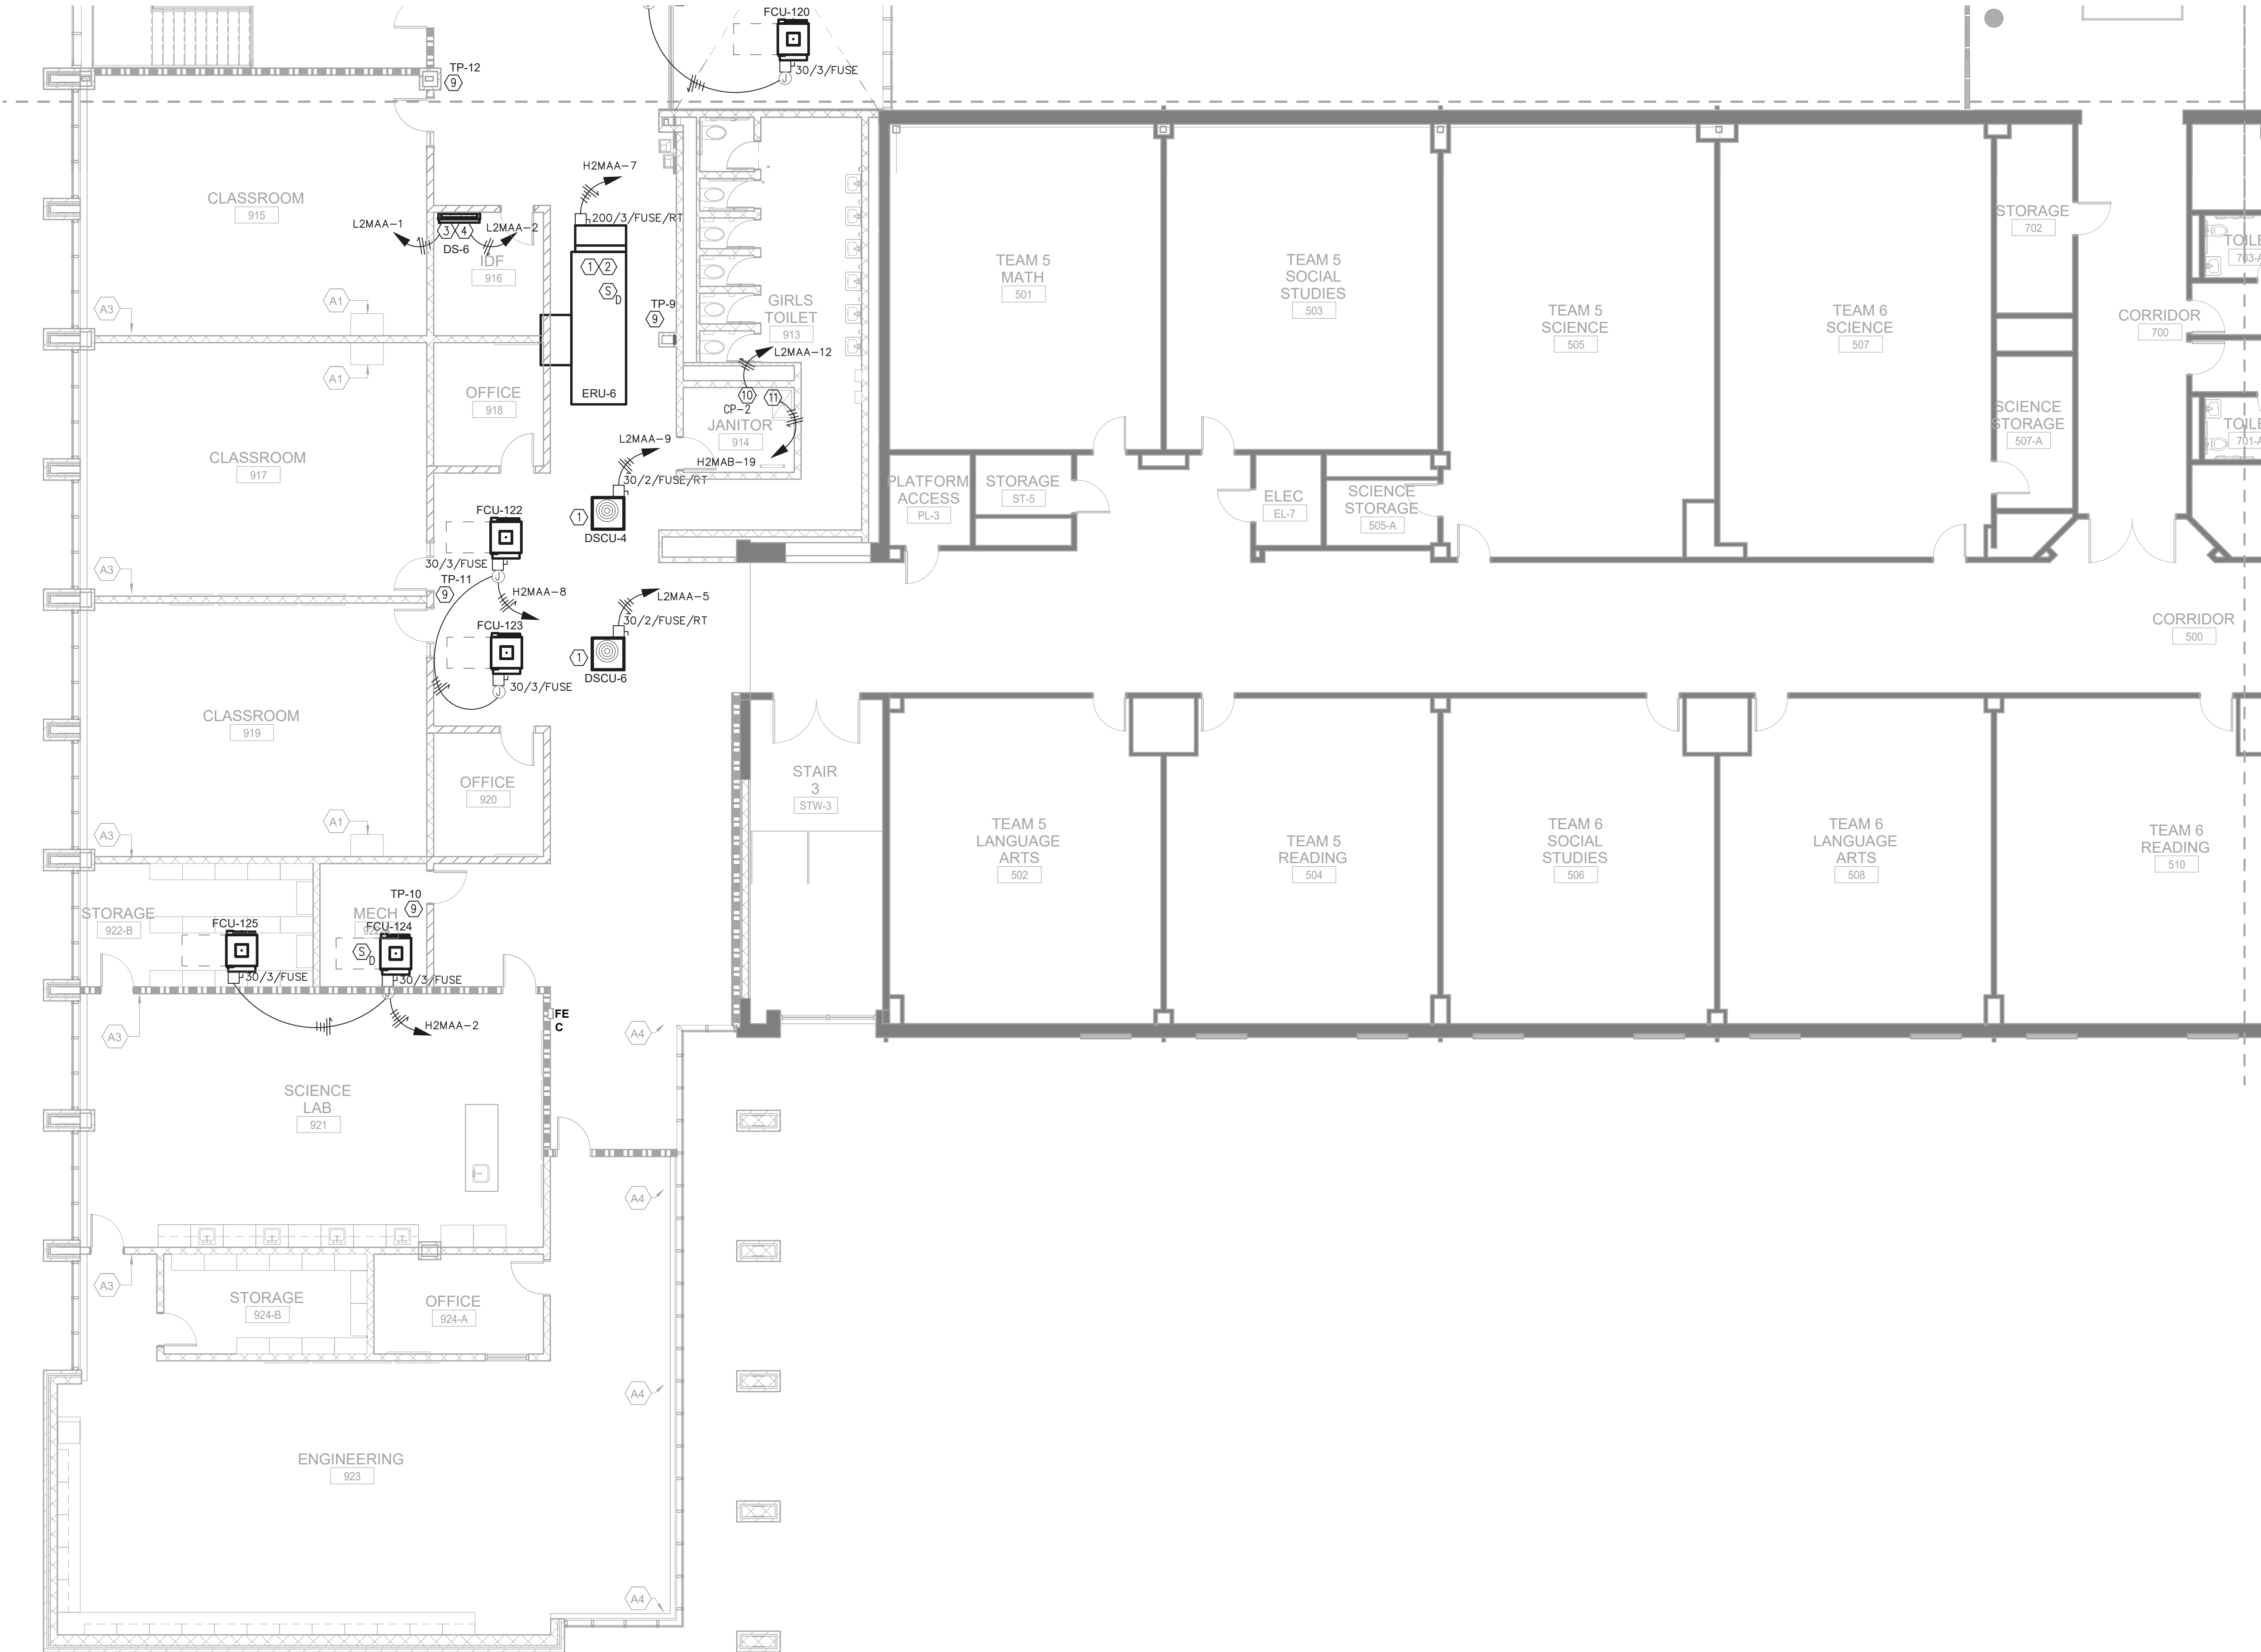 FCU-120
30/3/FUSE
J
TP-12
9
H2MAA-7
200/3/FUSE/RT
CLASSROOM
915
L2MAA-1
L2MAA-2
3
4
DS-6
IDF
916
1
2
S
D
TP-9
9
ERU-6
GIRLS
TOILET
913
L2MAA-12
10
11
CP-2
JANITOR
914
H2MAB-19
A3
A1
A1
OFFICE
918
CLASSROOM
917
L2MAA-9
30/2/FUSE/RT
1
DSCU-4
FCU-122
30/3/FUSE
J
TP-11
9
H2MAA-8
A3
L2MAA-5
30/2/FUSE/RT
1
DSCU-6
FCU-123
30/3/FUSE
J
CLASSROOM
919
OFFICE
920
A3
A1
TP-10
9
STORAGE
922-B
FCU-125
30/3/FUSE
MECH
FCU-124
S
D
30/3/FUSE
J
H2MAA-2
FE
C
A3
A4
SCIENCE
LAB
921
A4
A3
STORAGE
924-B
OFFICE
924-A
A4
ENGINEERING
923
A4
TEAM 5
MATH
501
TEAM 5
SOCIAL
STUDIES
503
TEAM 5
SCIENCE
505
TEAM 6
SCIENCE
507
STORAGE
702
CORRIDOR
700
703-A
SCIENCE
STORAGE
507-A
701-A
PLATFORM
ACCESS
PL-3
STORAGE
ST-5
ELEC
EL-7
SCIENCE
STORAGE
505-A
CORRIDOR
500
STAIR
3
STW-3
TEAM 5
LANGUAGE
ARTS
502
TEAM 5
READING
504
TEAM 6
SOCIAL
STUDIES
506
TEAM 6
LANGUAGE
ARTS
508
TEAM 6
READING
510